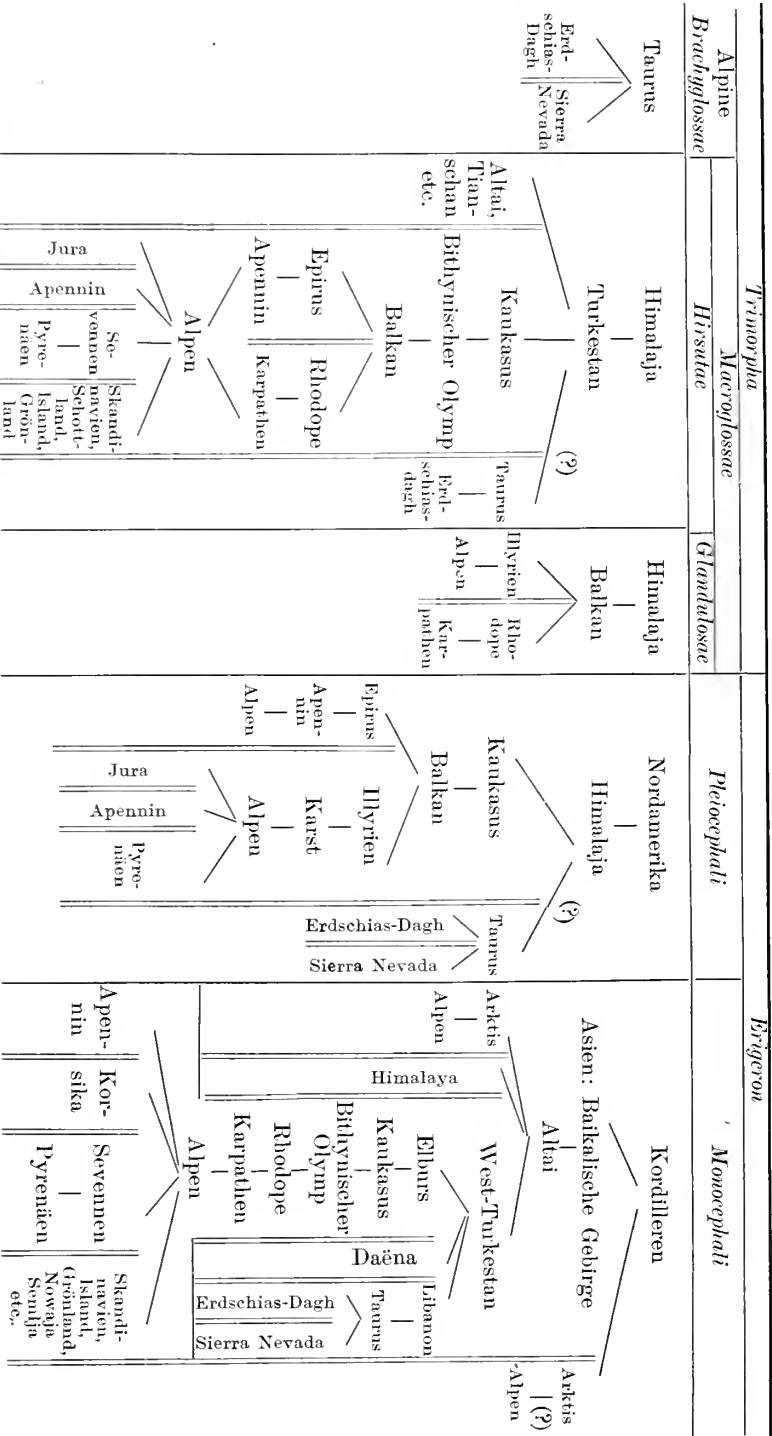 Trimorpha
Erigeron
Alpine
Brachyglossae
Macroglossae
Hirsutae
Glandulosae
Pleiocephali
Monocephali
Taurus
Erd-
schias-
Dagh
Sierra
Nevada
Himalaja
Turkestan
(?)
Altai,
Tian-
schan
etc.
Kaukasus
Taurus
Erd-
schias-
dagh
Bithynischer Olymp
Balkan
Epirus
Rhodope
Apennin
Karpathen
Alpen
Jura
Apennin
Se-
vennen
Pyre-
näen
Skandi-
navien,
Schott-
land,
Island,
Grön-
land
Himalaja
Balkan
Illyrien
Alpen
Rho-
dope
Kar-
pathen
Nordamerika
Himalaja
(?)
Kaukasus
Taurus
Erdschias-Dagh
Sierra Nevada
Balkan
Epirus
Apen-
nin
Alpen
Illyrien
Karst
Alpen
Jura
Apennin
Pyre-
näen
Kordilleren
Asien: Baikalische Gebirge
Arktis
(?)
-Alpen
Altai
Arktis
Alpen
Himalaya
West-Turkestan
Elburs
Kaukasus
Bithynischer
Olymp
Rhodope
Karpathen
Alpen
Daëna
Libanon
Taurus
Erdschias-Dagh
Sierra Nevada
Apen-
nin
Kor-
sika
Sevennen
Pyrenäen
Skandi-
navien,
Island,
Grönland,
Nowaja
Semlja
etc.